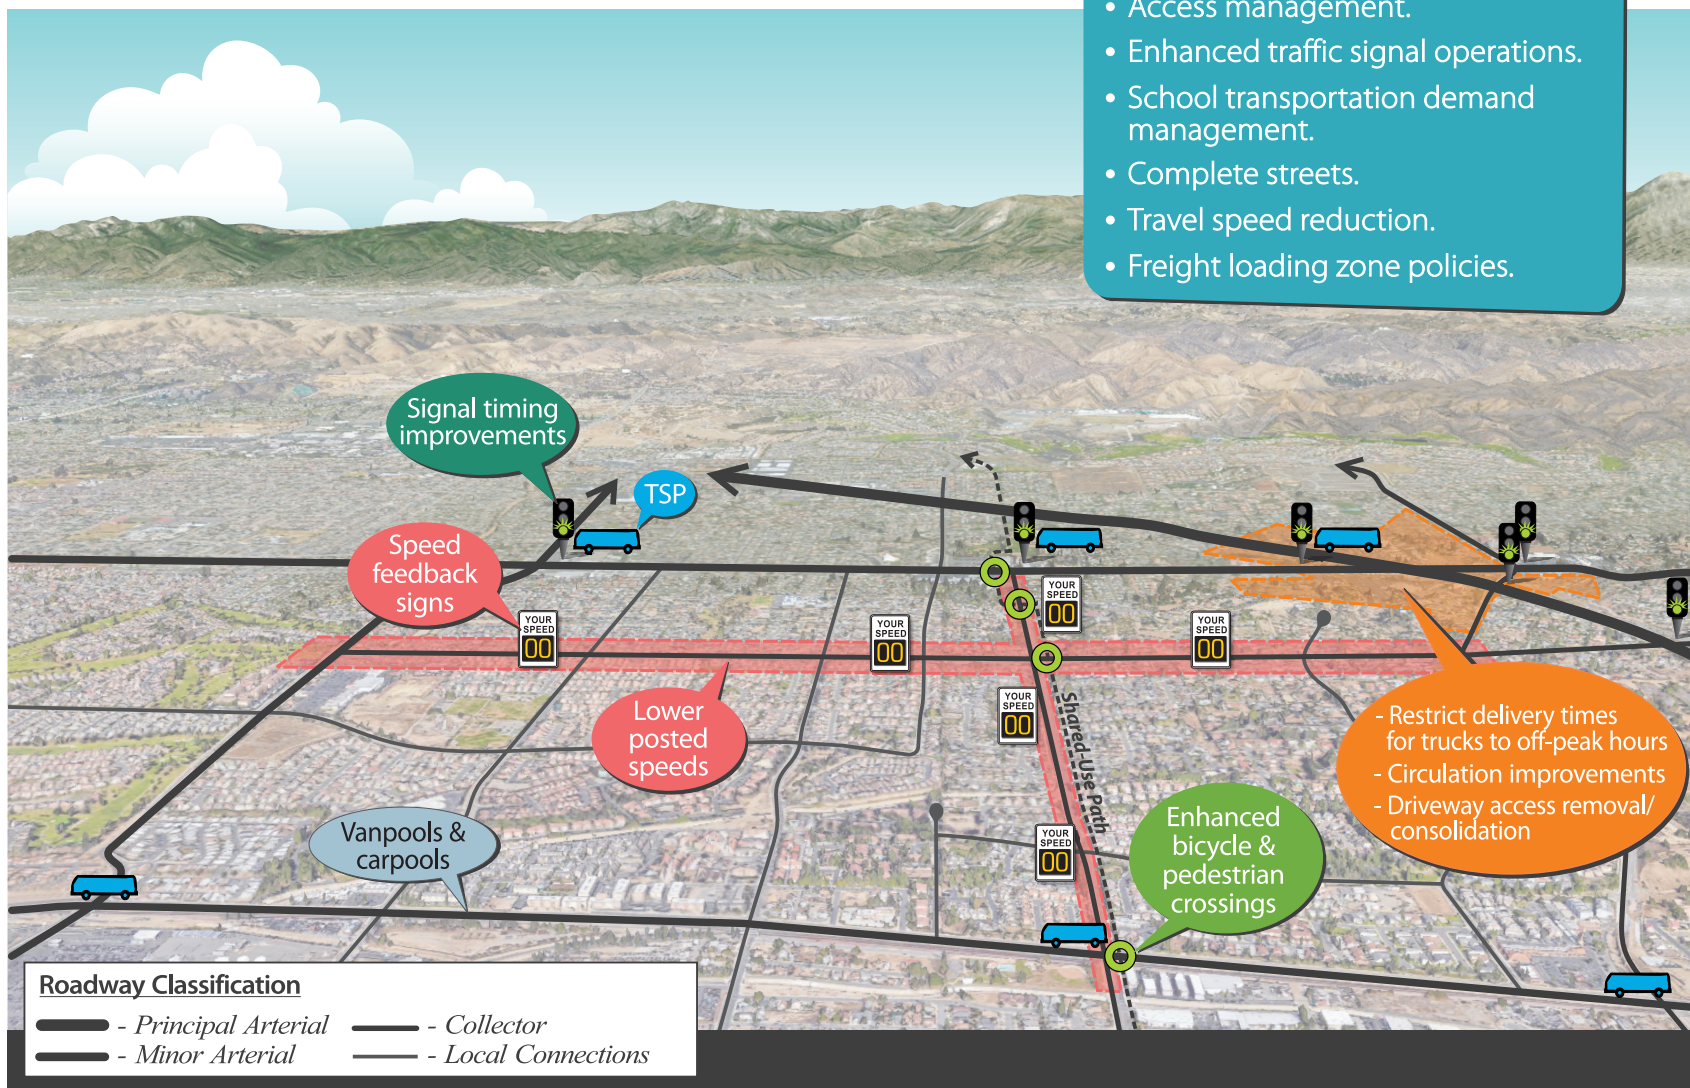 • Access management.
• Enhanced traffic signal operations.
• School transportation demand
management.
• Complete streets.
• Travel speed reduction.
• Freight loading zone policies.
Signal timing
improvements
TSP
Speed
feedback
signs
YOUR
SPEED
00
YOUR
SPEED
00
YOUR
SPEED
00
YOUR
SPEED
00
Lower
posted
speeds
YOUR
SPEED
00
Shared-Use Path
- Restrict delivery times
for trucks to off-peak hours
- Circulation improvements
- Driveway access removal/
consolidation
Vanpools &
carpools
YOUR
SPEED
00
Enhanced
bicycle &
pedestrian
crossings
Roadway Classification
- Principal Arterial
- Minor Arterial
- Collector
- Local Connections